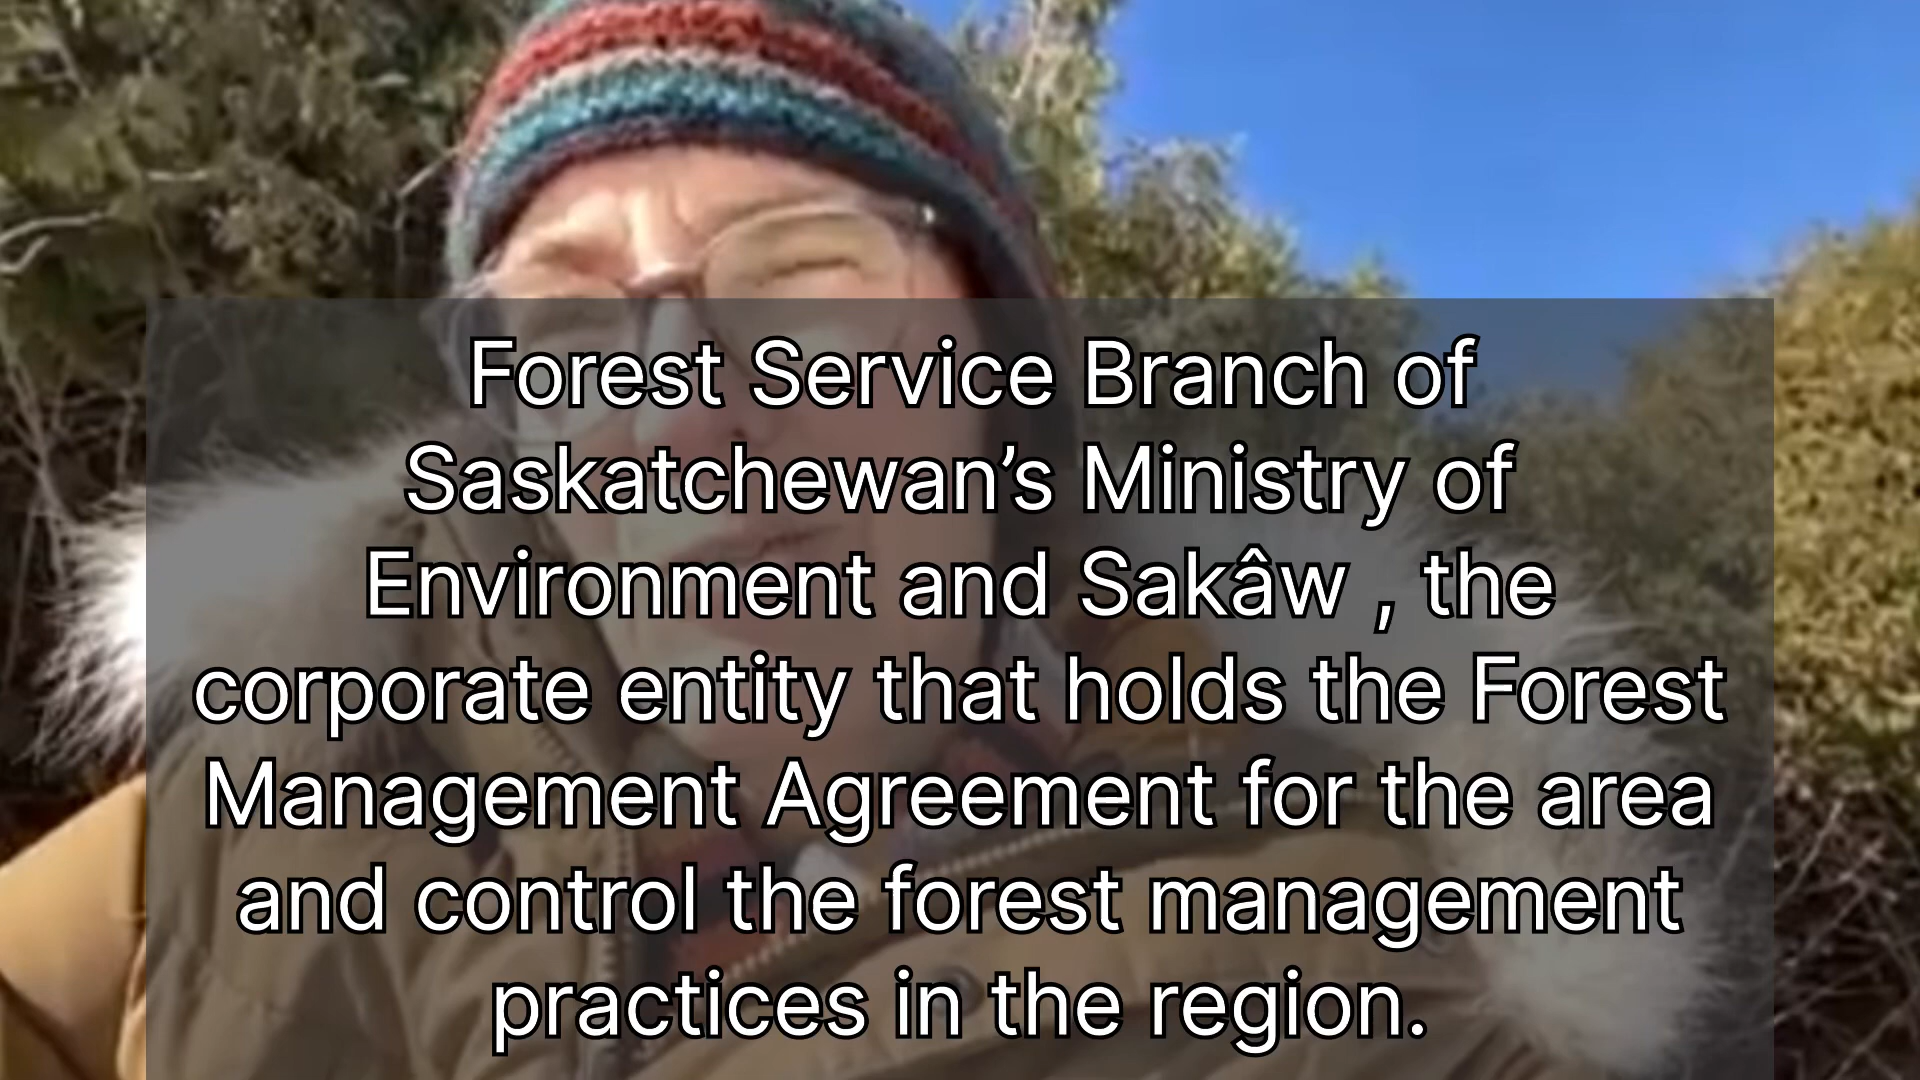 Forest Service Branch of
Saskatchewan’s Ministry of
Environment and Sakâw , the
corporate entity that holds the Forest
Management Agreement for the area
and control the forest management
practices in the region.